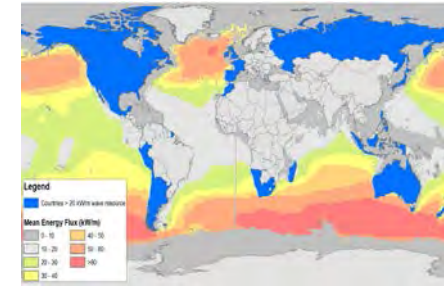 Legend
Countries > 20 kW/m wave resource
Mean Energy Flux (kW/m)
0 - 10
10 - 20
20 - 30
30 - 40
40 - 50
50 - 60
>60